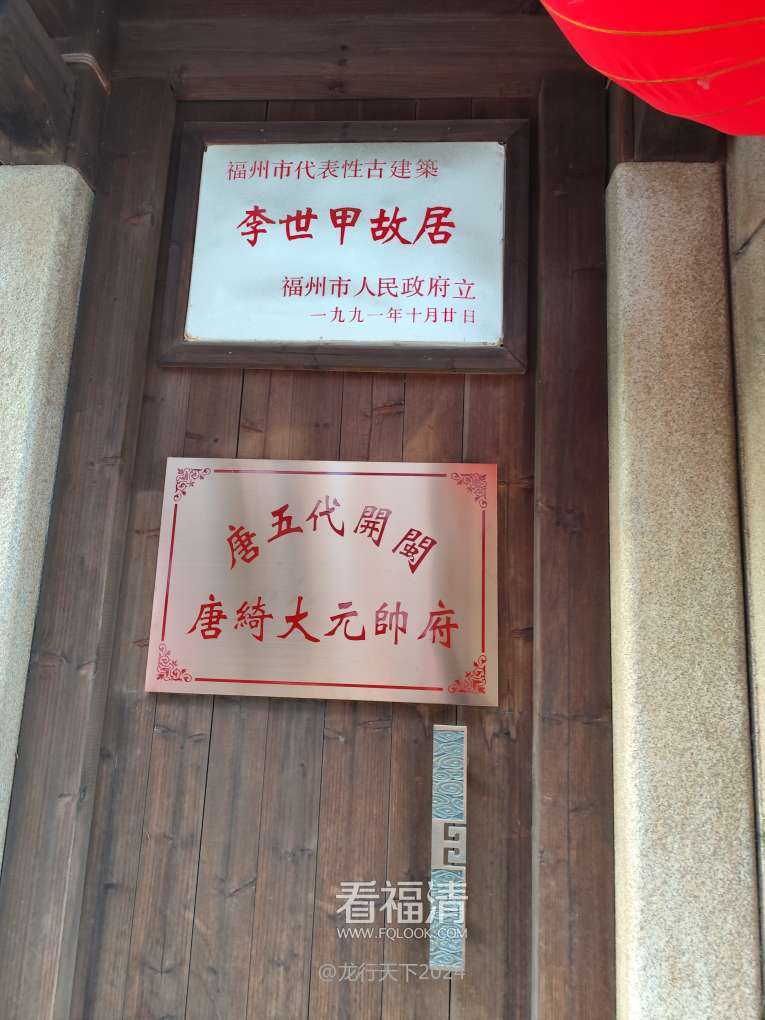 福州市代表性古建築
李世甲故居
福州市人民政府立
一九九一年十月廿日
唐五代開閩
唐綺大元帥府
看福清
WWW.FQLOOK.COM
@龙行天下2024